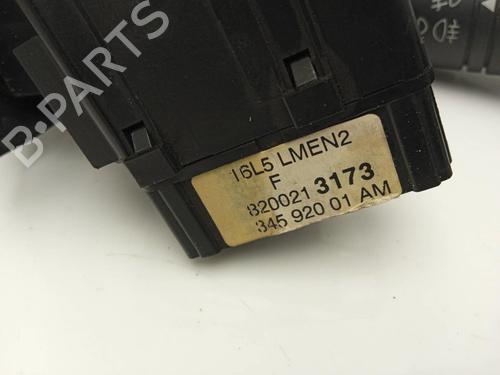 B-PARTS
16L5 LMEN2
F
820021 3173
345 920 01 AM